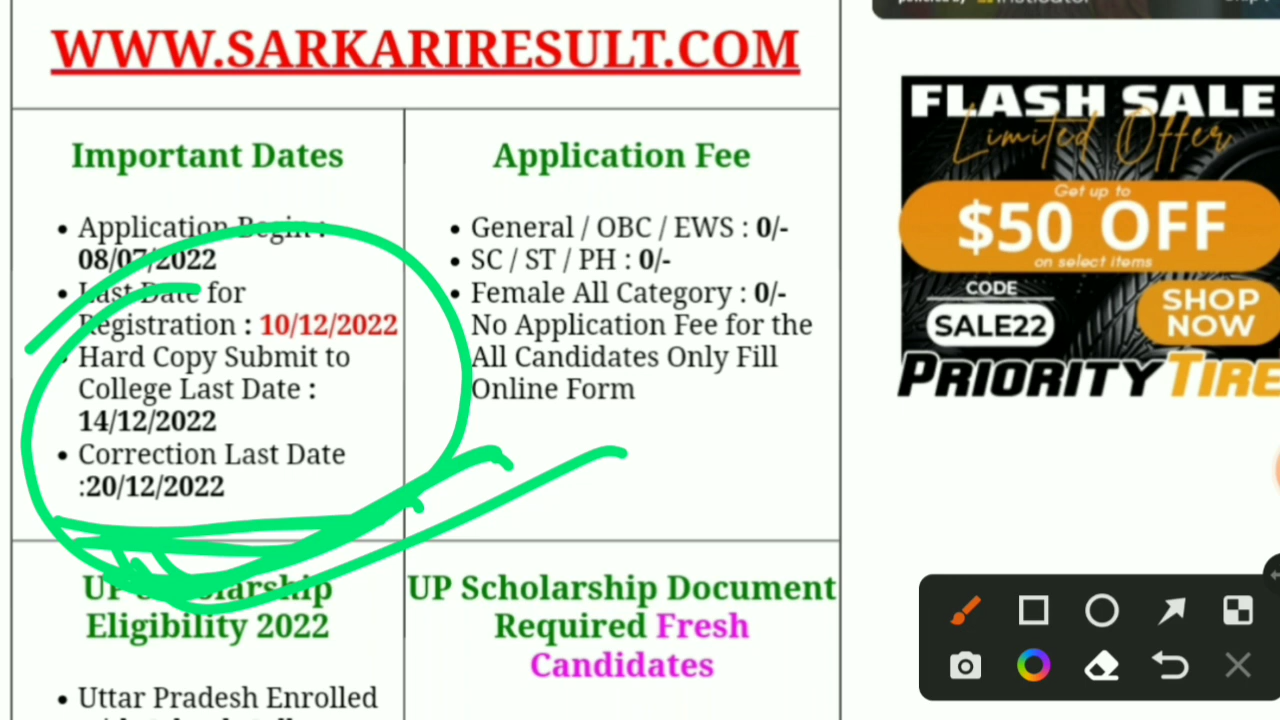 WWW.SARKARIRESULT.COM
Important Dates
Application Begin :
08/07/2022
Last Date for
Registration : 10/12/2022
Hard Copy Submit to
College Last Date :
14/12/2022
Correction Last Date
:20/12/2022
Application Fee
General / OBC / EWS : 0/-
SC / ST / PH : 0/-
Female All Category : 0/-
No Application Fee for the
All Candidates Only Fill
Online Form
UP Scholarship
Eligibility 2022
Uttar Pradesh Enrolled
UP Scholarship Document
Required Fresh
Candidates
powered by
FLASH SALE
Limited Offer
Get up to
$50 OFF
on select items
CODE
SALE22
SHOP
NOW
PRIORITY TIRE